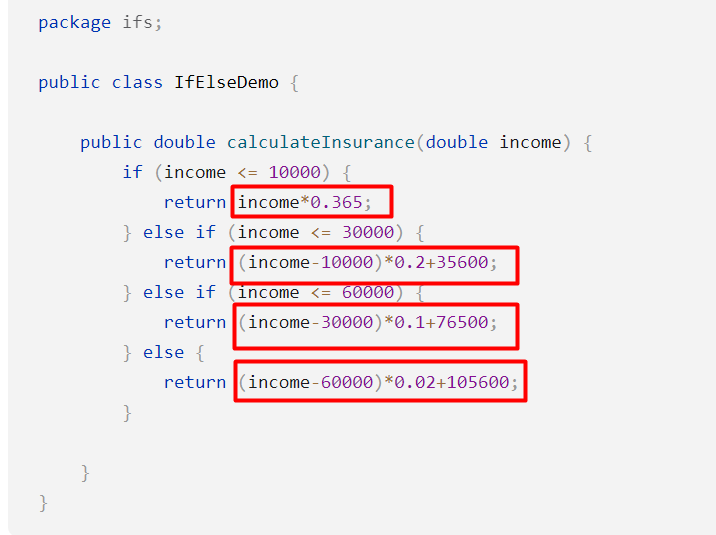 package ifs;
public class IfElseDemo {
public double calculateInsurance(double income) {
if (income <= 10000) {
return income*0.365;
} else if (income <= 30000) {
return (income-10000)*0.2+35600;
} else if (income <= 60000) {
return (income-30000)*0.1+76500;
} else {
return (income-60000)*0.02+105600;
}
}
}